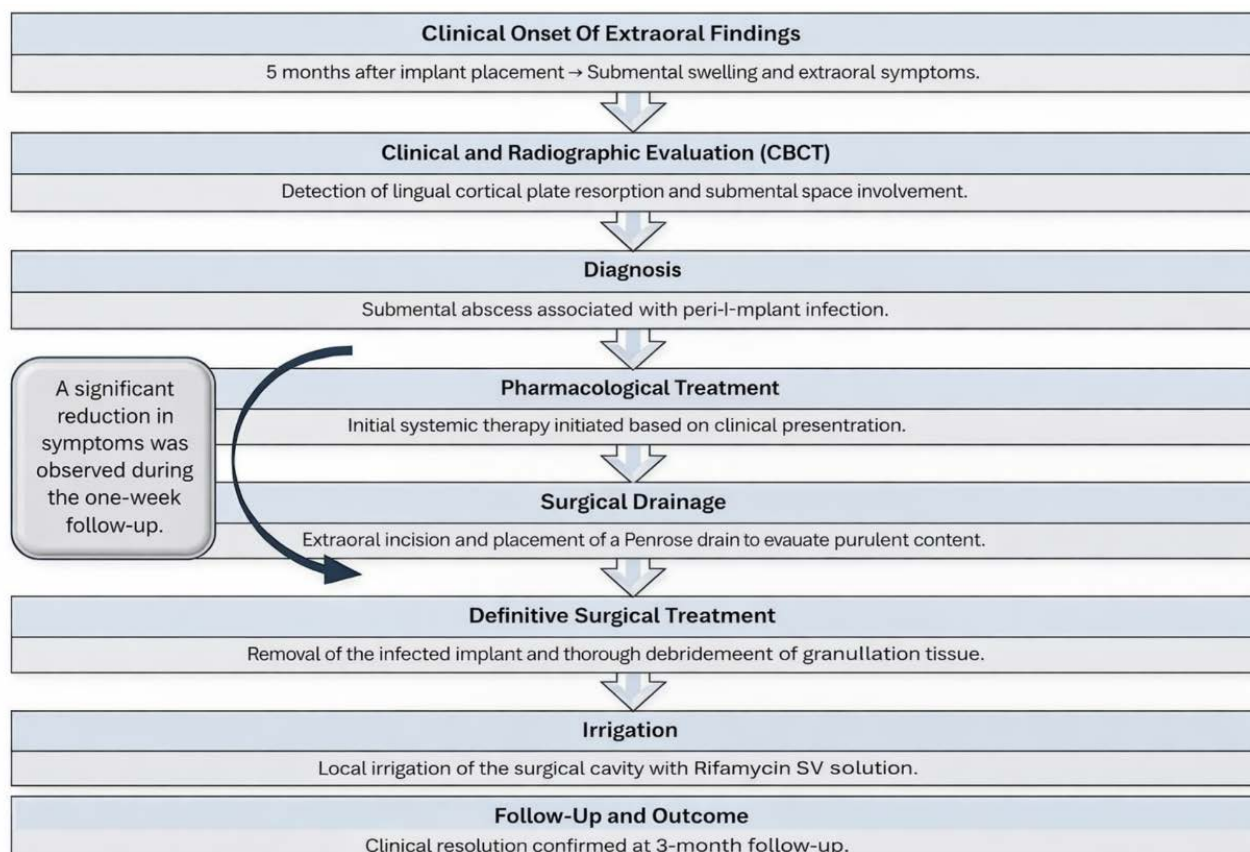 Clinical Onset Of Extraoral Findings
5 months after implant placement → Submental swelling and extraoral symptoms.
Clinical and Radiographic Evaluation (CBCT)
Detection of lingual cortical plate resorption and submental space involvement.
Diagnosis
Submental abscess associated with peri-I-mplant infection.
A significant
reduction in
symptoms was
observed during
the one-week
follow-up.
Pharmacological Treatment
Initial systemic therapy initiated based on clinical presentation.
Surgical Drainage
Extraoral incision and placement of a Penrose drain to evauate purulent content.
Definitive Surgical Treatment
Removal of the infected implant and thorough debridemeent of granullation tissue.
Irrigation
Local irrigation of the surgical cavity with Rifamycin SV solution.
Follow-Up and Outcome
Clinical resolution confirmed at 3-month follow-up.